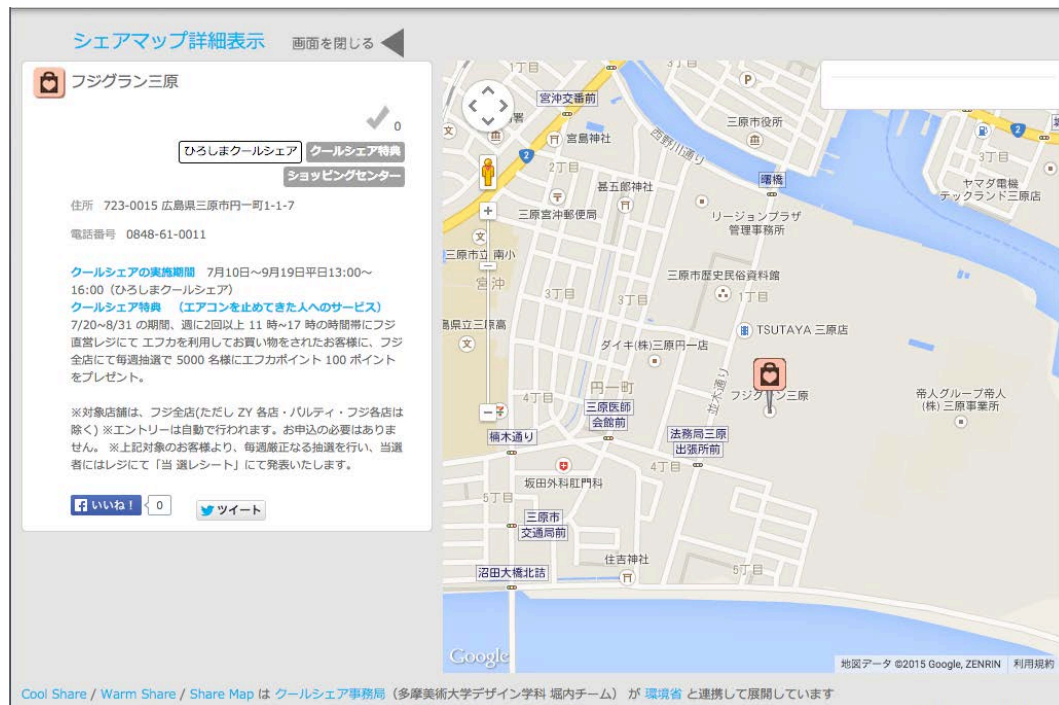 シェアマップ詳細表示 画面を閉じる
フジグラン三原
0
ひろしまクールシェア クールシェア特典
ショッピングセンター
住所 723-0015 広島県三原市円一町1-1-7
電話番号 0848-61-0011
クールシェアの実施期間 7月10日～9月19日平日13:00～
16:00（ひろしまクールシェア）
クールシェア特典 （エアコンを止めてきた人へのサービス）
7/20~8/31 の期間、週に2回以上 11 時~17 時の時間帯にフジ
直営レジにて エフカを利用してお買い物をされたお客様に、フジ
全店にて毎週抽選で 5000 名様にエフカポイント 100 ポイント
をプレゼント。
※対象店舗は、フジ全店(ただし ZY 各店・パルティ・フジ各店は
除く) ※エントリーは自動で行われます。お申込の必要はありま
せん。 ※上記対象のお客様より、毎週厳正なる抽選を行い、当選
者にはレジにて「当 選レシート」にて発表いたします。
いいね！ 0 ツイート
1丁目
3丁目
宮沖交番前
P
署
三原市役所
宮島神社
西野川通り
2
2
2丁目
3丁目
甚五郎神社
曙橋
ヤマダ電機
テックランド三原店
三原宮沖郵便局
リージョンプラザ
管理事務所
三原市立 南小
宮沖
三原市歴史民俗資料館
3丁目
3丁目
1丁目
島県立三原高
TSUTAYA 三原店
ダイキ(株)三原円一店
並木通り
円一町
フジグラン三原
帝人グループ帝人
(株) 三原事業所
4丁目
三原医師
会館前
楠木通り
法務局三原
出張所前
4丁目
坂田外科肛門科
5丁目
三原市
交通局前
住吉神社
5丁目
沼田大橋北詰
Google
地図データ ©2015 Google, ZENRIN 利用規約
Cool Share / Warm Share / Share Map は クールシェア事務局（多摩美術大学デザイン学科 堀内チーム） が 環境省 と連携して展開しています